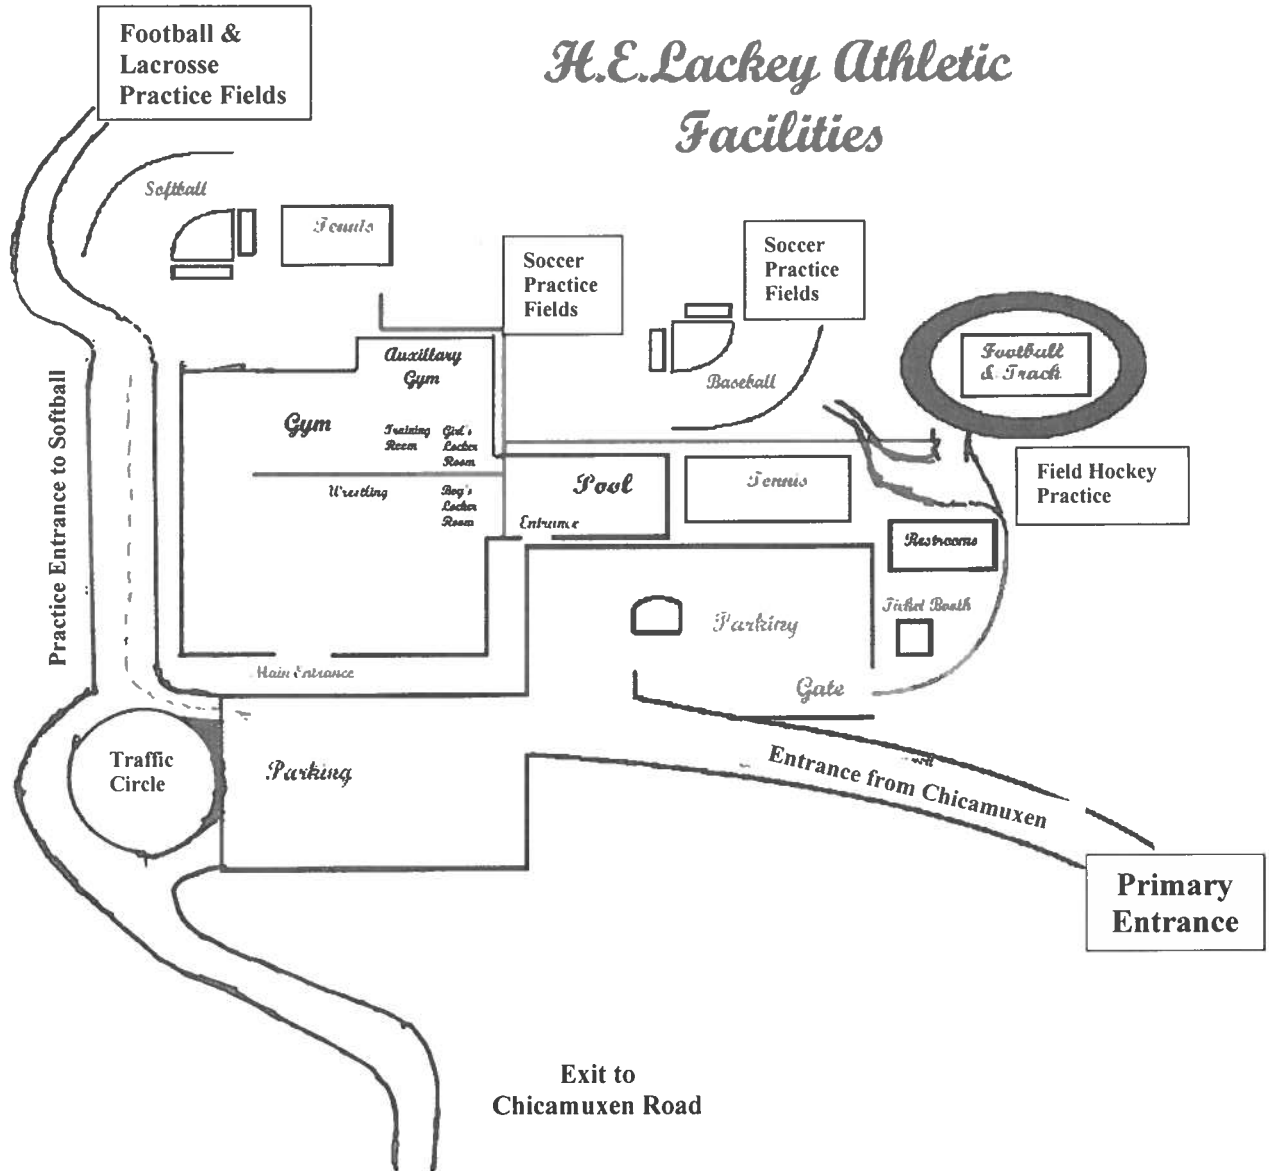 Football &
Lacrosse
Practice Fields
H.E.Lackey Athletic
Facilities
Softball
Tennis
Soccer
Practice
Fields
Soccer
Practice
Fields
Football
& Track
Auxillary
Gym
Baseball
Gym
Training
Room
Girl's
Locker
Room
Practice Entrance to Softball
Wrestling
Boy's
Locker
Room
Pool
Entrance
Tennis
Field Hockey
Practice
Restrooms
Ticket Booth
Parking
Main Entrance
Gate
Traffic
Circle
Parking
Entrance from Chicamuxen
Primary
Entrance
Exit to
Chicamuxen Road